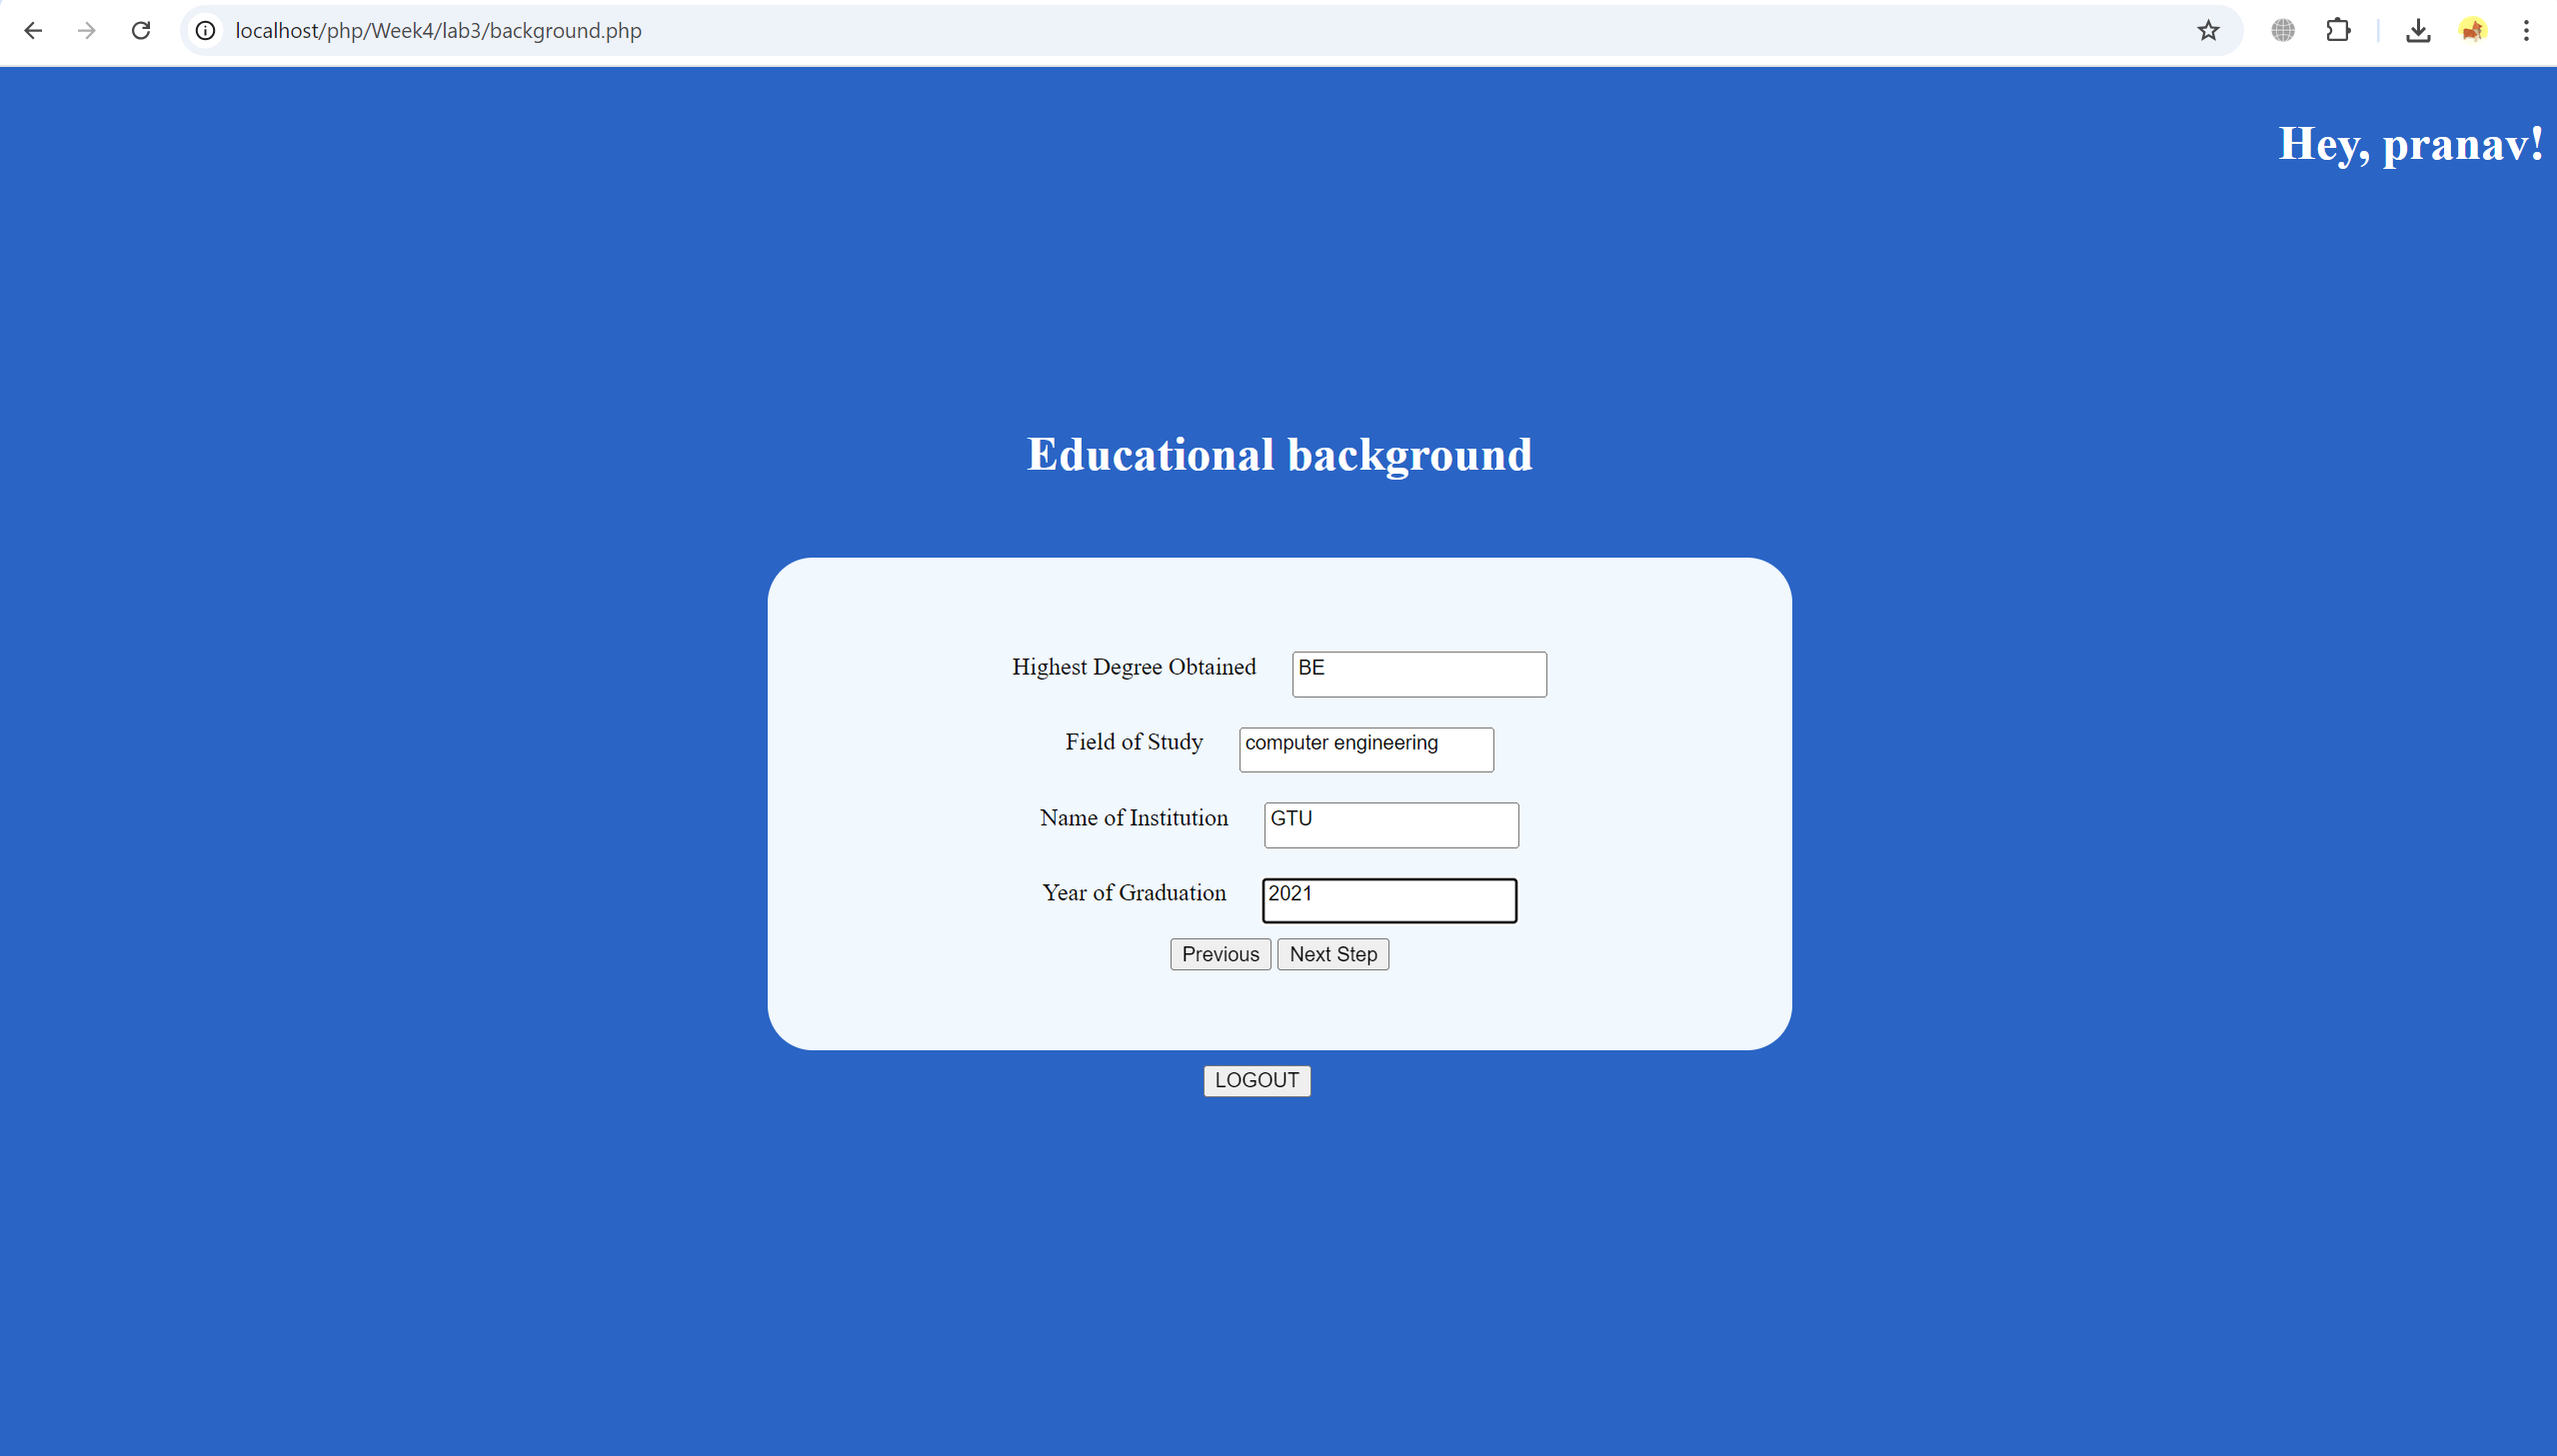 localhost/php/Week4/lab3/background.php
Hey, pranav!
Educational background
Highest Degree Obtained BE
Field of Study computer engineering
Name of Institution GTU
Year of Graduation 2021
Previous Next Step
LOGOUT